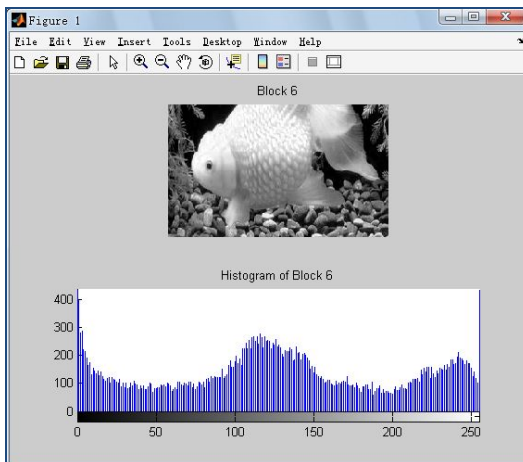 Figure 1
File Edit View Insert Tools Desktop Window Help
Block 6
Histogram of Block 6
400
300
200
100
0
0 50 100 150 200 250